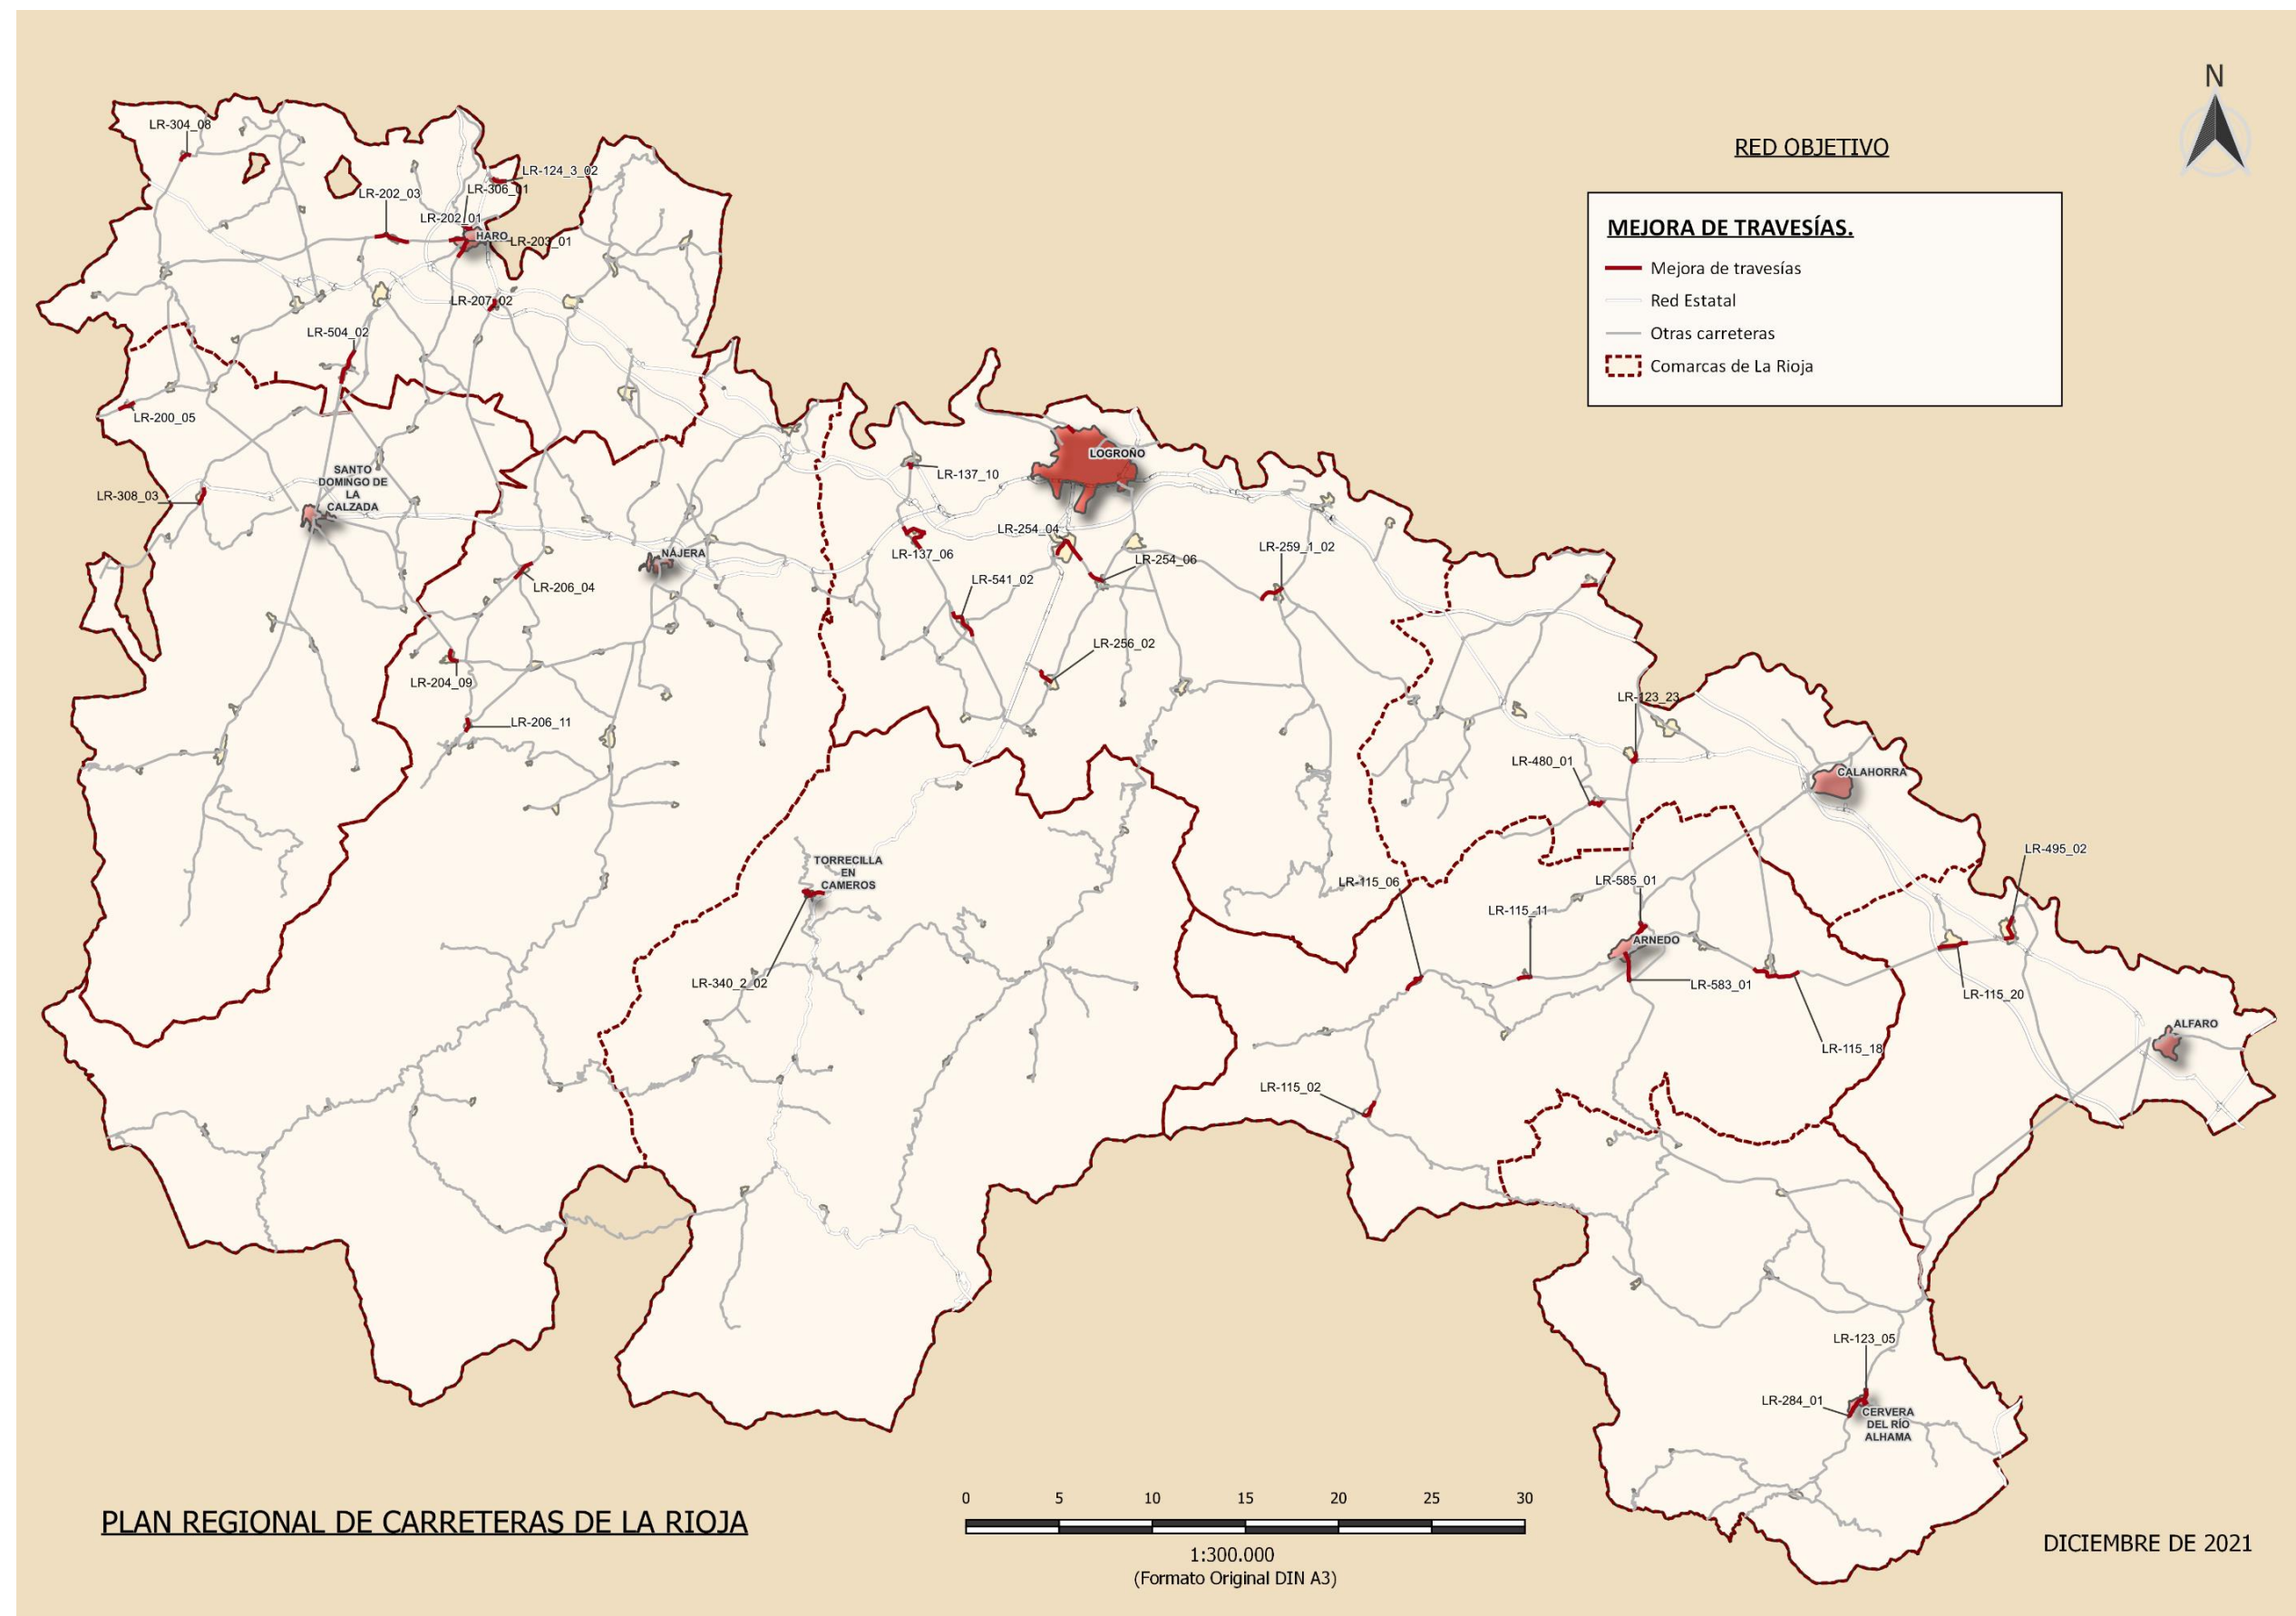 N
RED OBJETIVO
MEJORA DE TRAVESÍAS.
Mejora de travesías
Red Estatal
Otras carreteras
Comarcas de La Rioja
LR-304_08
LR-124_3_02
LR-306_01
LR-202_03
LR-202_01
HARO
LR-203_01
LR-207_02
LR-504_02
LR-200_05
LR-308_03
SANTO
DOMINGO DE
LA
CALZADA
NÁJERA
LR-206_04
LR-204_09
LR-206_11
LOGROÑO
LR-137_10
LR-137_06
LR-254_04
LR-254_06
LR-541_02
LR-256_02
LR-259_1_02
LR-123_23
LR-480_01
CALAHORRA
LR-495_02
TORRECILLA
EN
CAMEROS
LR-340_2_02
LR-115_06
LR-585_01
LR-115_11
ARNEDO
LR-583_01
LR-115_20
LR-115_18
ALFARO
LR-115_02
LR-123_05
LR-284_01
CERVERA
DEL RÍO
ALHAMA
PLAN REGIONAL DE CARRETERAS DE LA RIOJA
0 5 10 15 20 25 30
1:300.000
(Formato Original DIN A3)
DICIEMBRE DE 2021